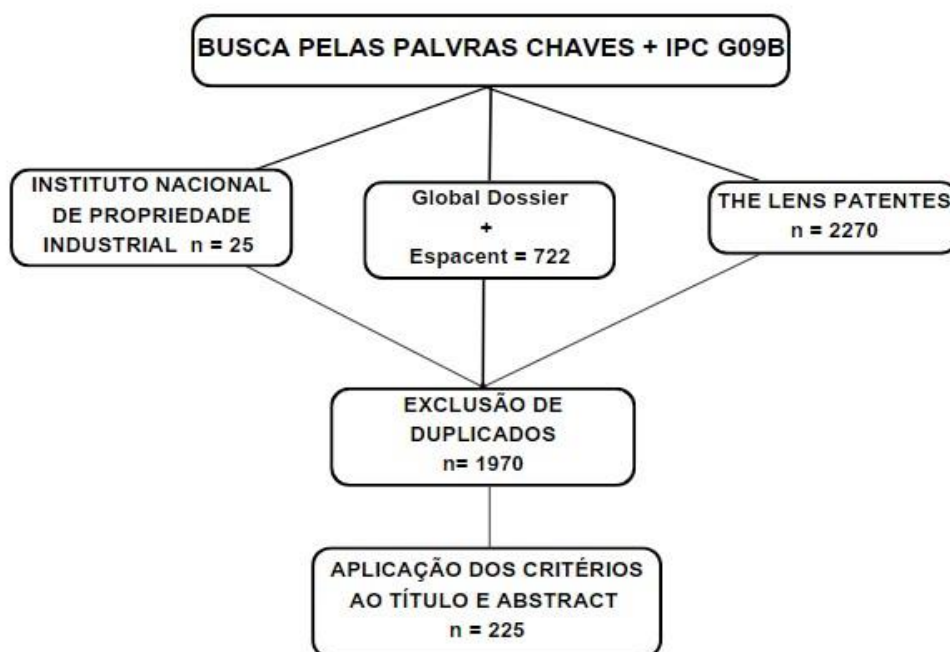 BUSCA PELAS PALVRAS CHAVES + IPC G09B
INSTITUTO NACIONAL
DE PROPRIEDADE
INDUSTRIAL n = 25
Global Dossier
+
Espacent = 722
THE LENS PATENTES
n = 2270
EXCLUSÃO DE
DUPLICADOS
n= 1970
APLICAÇÃO DOS CRITÉRIOS
AO TÍTULO E ABSTRACT
n = 225